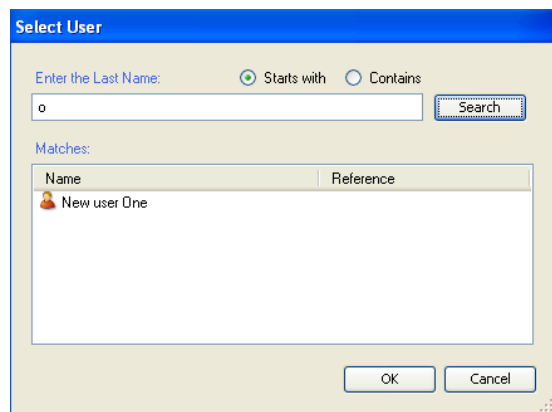 Select User
Enter the Last Name: Starts with Contains
o Search
Matches:
Name Reference
New user One
OK Cancel